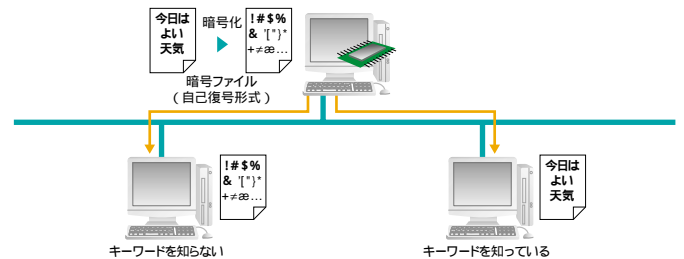 今日は
よい
天気
暗号化
!#$%
& '["}*
+≠æ…
暗号ファイル
(自己復号形式)
!#$%
& '["}*
+≠æ…
今日は
よい
天気
キーワードを知らない
キーワードを知っている